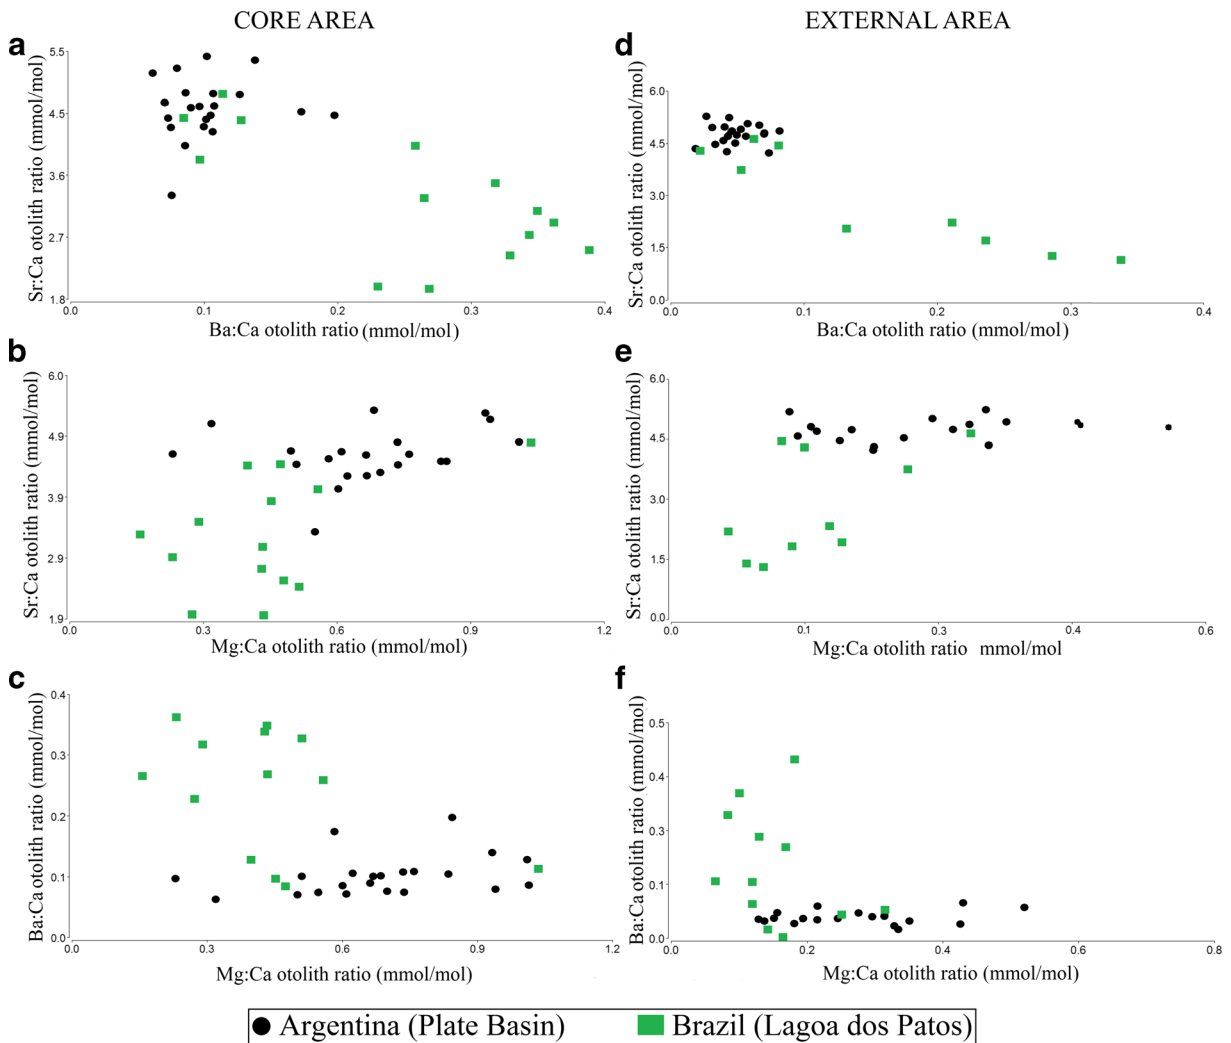 CORE AREA
EXTERNAL AREA
a
5.5
4.5
3.6
2.7
1.8
Sr:Ca otolith ratio (mmol/mol)
0.0
0.1
0.2
0.3
0.4
Ba:Ca otolith ratio (mmol/mol)
d
6.0
4.5
3.0
1.5
0.0
Sr:Ca otolith ratio (mmol/mol)
0.0
0.1
0.2
0.3
0.4
Ba:Ca otolith ratio (mmol/mol)
b
6.0
4.9
3.9
2.9
1.9
Sr:Ca otolith ratio (mmol/mol)
0.0
0.3
0.6
0.9
1.2
Mg:Ca otolith ratio (mmol/mol)
e
6.0
4.5
3.0
1.5
0.0
Sr:Ca otolith ratio (mmol/mol)
0.0
0.1
0.3
0.4
0.6
Mg:Ca otolith ratio mmol/mol
c
0.4
0.3
0.2
0.1
0.0
Ba:Ca otolith ratio (mmol/mol)
0.0
0.3
0.6
0.9
1.2
Mg:Ca otolith ratio (mmol/mol)
f
0.5
0.4
0.3
0.1
0.0
Ba:Ca otolith ratio (mmol/mol)
0.0
0.2
0.4
0.6
0.8
Mg:Ca otolith ratio (mmol/mol)
Argentina (Plate Basin)
Brazil (Lagoa dos Patos)